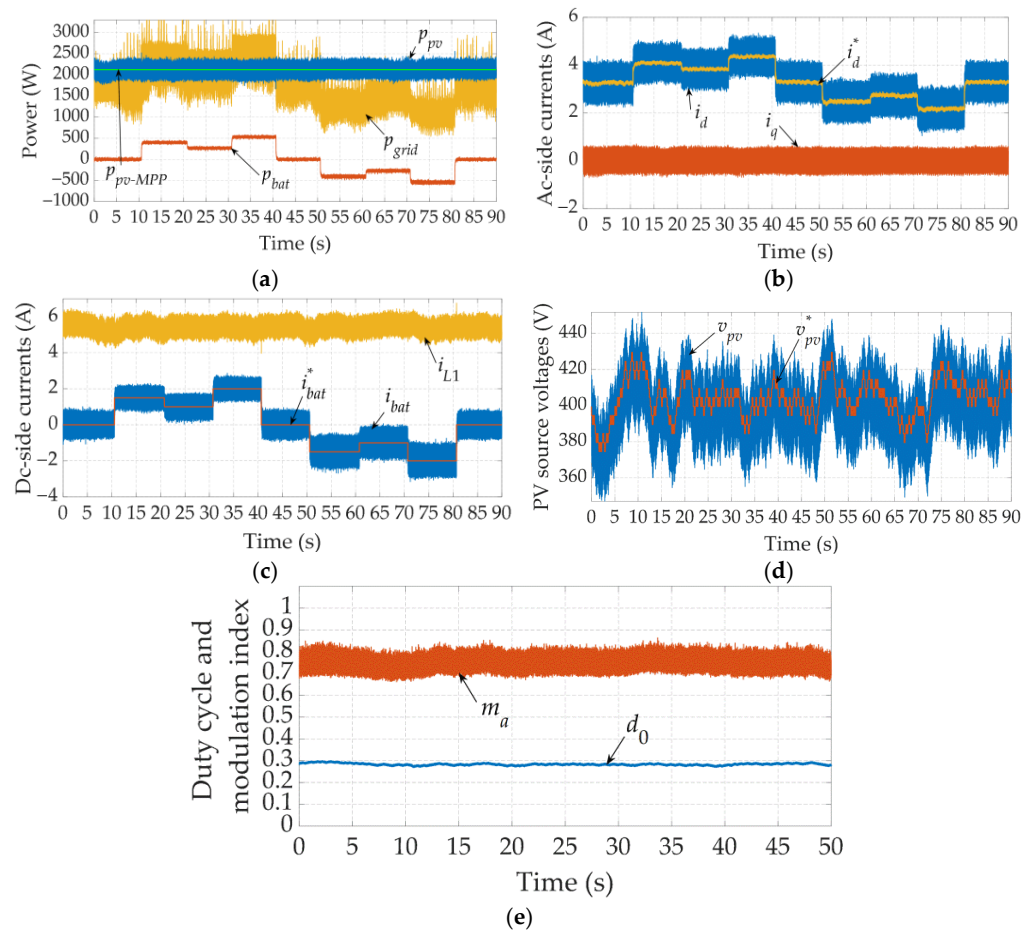 3000
2500
2000
1500
1000
500
0
−500
−1000
Power (W)
p_pv
p_grid
p_pv-MPP
p_bat
0 5 10 15 20 25 30 35 40 45 50 55 60 65 70 75 80 85 90
Time (s)
(a)
6
4
2
0
−2
Ac-side currents (A)
i_d^*
i_d
i_q
0 5 10 15 20 25 30 35 40 45 50 55 60 65 70 75 80 85 90
Time (s)
(b)
6
4
2
0
−2
−4
Dc-side currents (A)
i_L1
i_bat^*
i_bat
0 5 10 15 20 25 30 35 40 45 50 55 60 65 70 75 80 85 90
Time (s)
(c)
440
420
400
380
360
PV source voltages (V)
v_pv
v_pv^*
0 5 10 15 20 25 30 35 40 45 50 55 60 65 70 75 80 85 90
Time (s)
(d)
1
0.9
0.8
0.7
0.6
0.5
0.4
0.3
0.2
0.1
0
Duty cycle and
modulation index
m_a
d_0
0 5 10 15 20 25 30 35 40 45 50
Time (s)
(e)